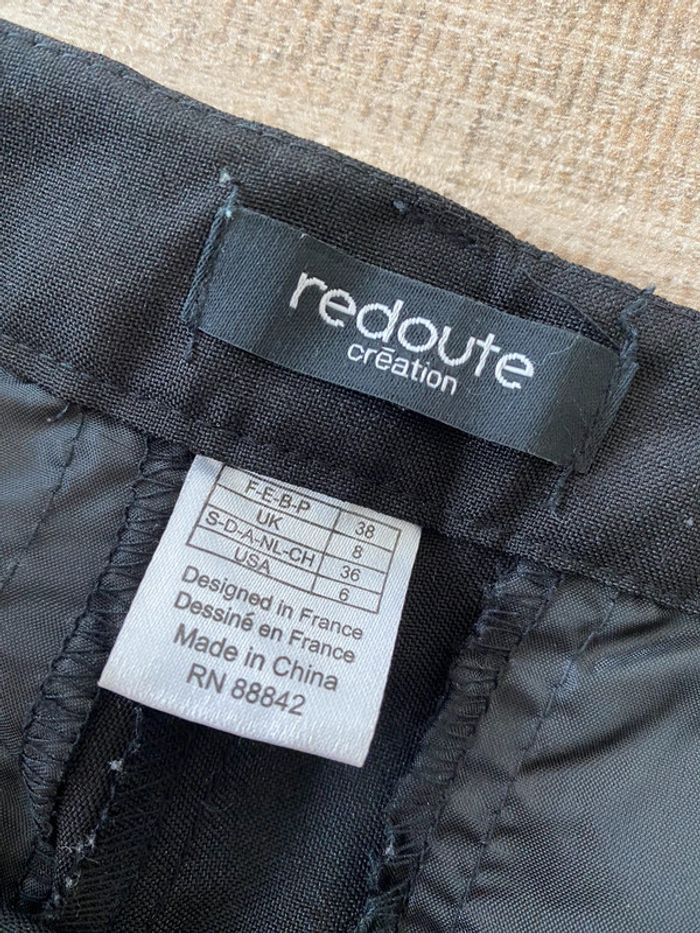 redoute
crēation
F-E-B-P 38
UK 8
S-D-A-NL-CH 36
USA 6
Designed in France
Dessiné en France
Made in China
RN 88842